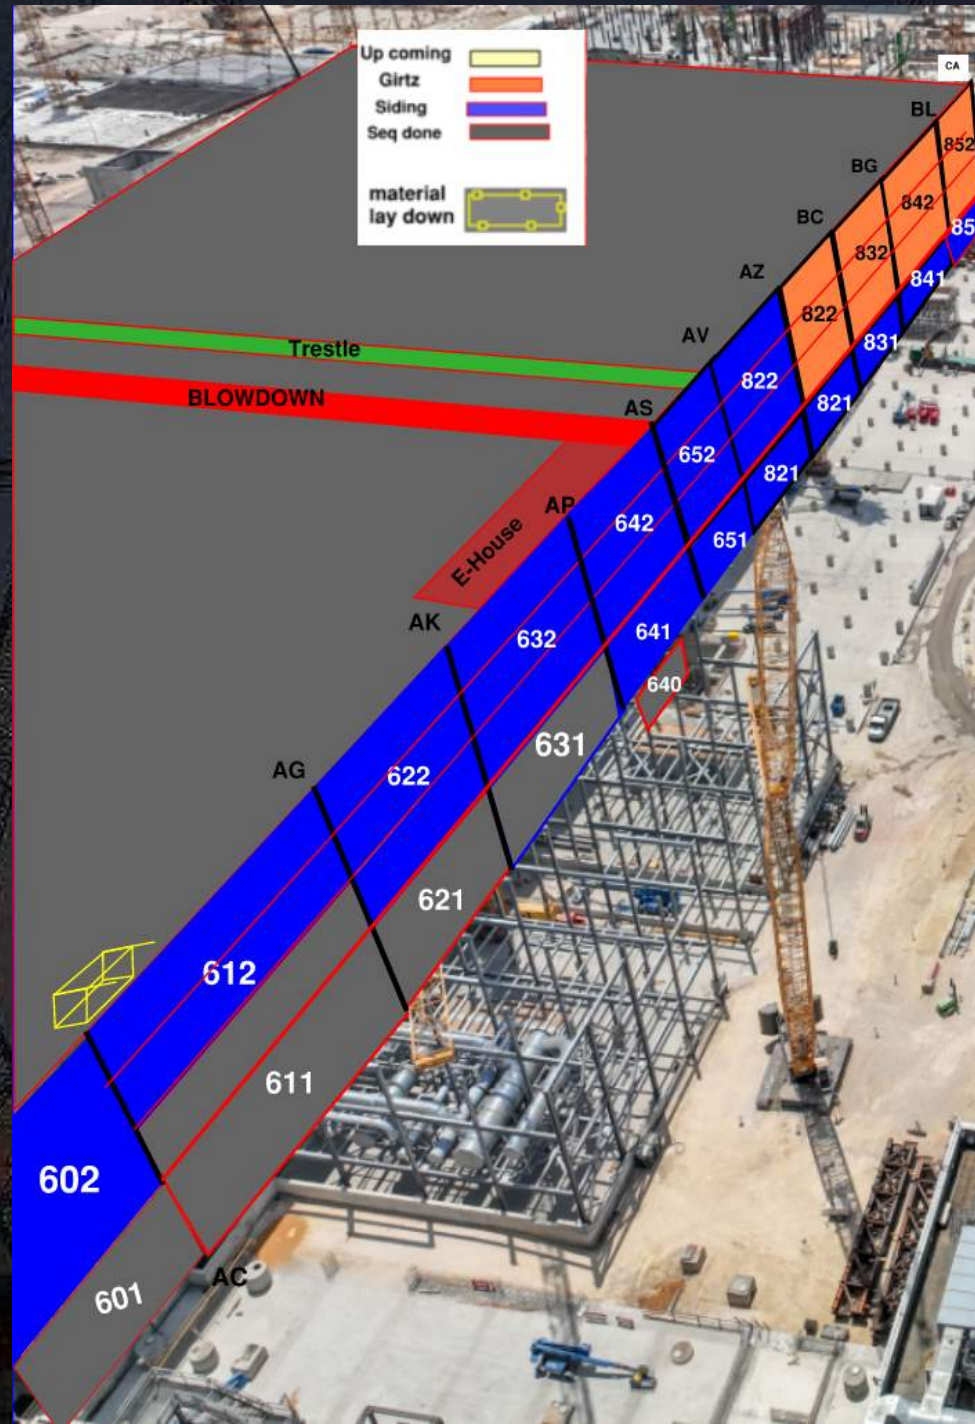 Up coming
Girtz
Siding
Seq done
material
lay down
CA
BL
852
BG
842
BC
832
85
841
AZ
822
831
AV
822
821
Trestle
BLOWDOWN
AS
652
821
AP
642
651
E-House
AK
632
641
640
631
AG
622
621
612
611
602
601
AC